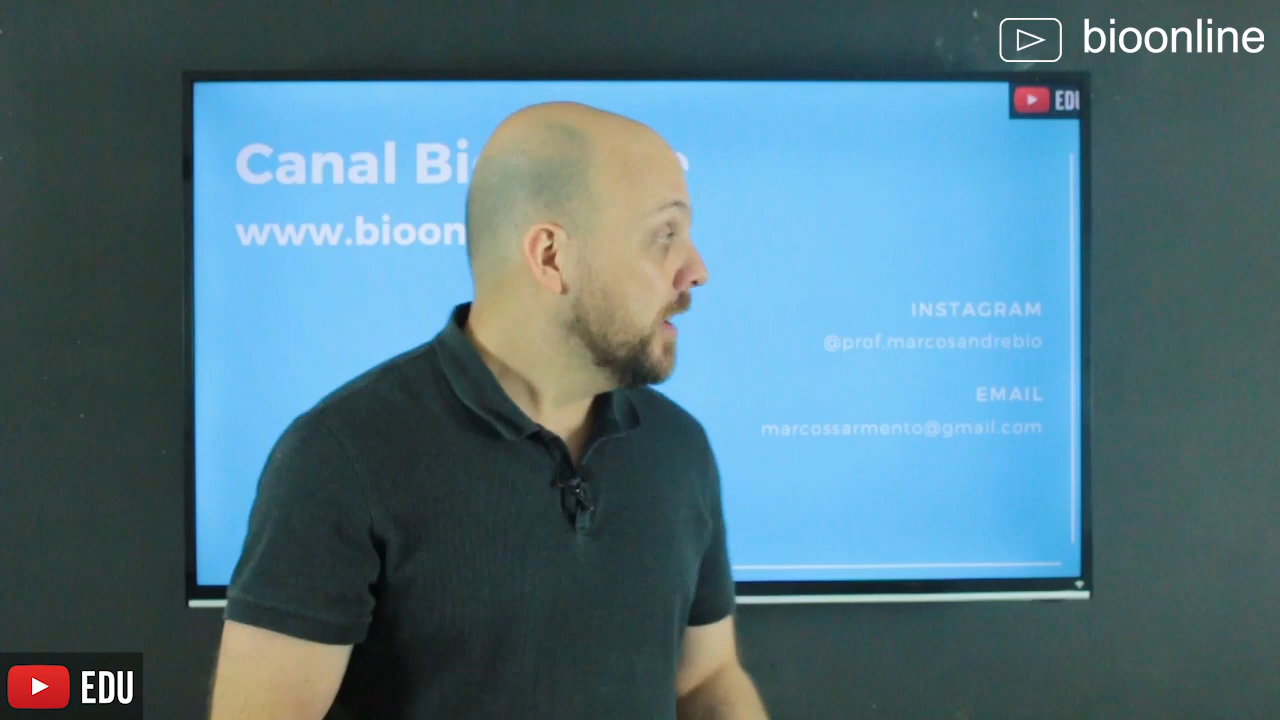 bioonline
EDU
Canal Bi
www.bioon
INSTAGRAM
@prof.marcosandrebio
EMAIL
marcossarmento@gmail.com
EDU